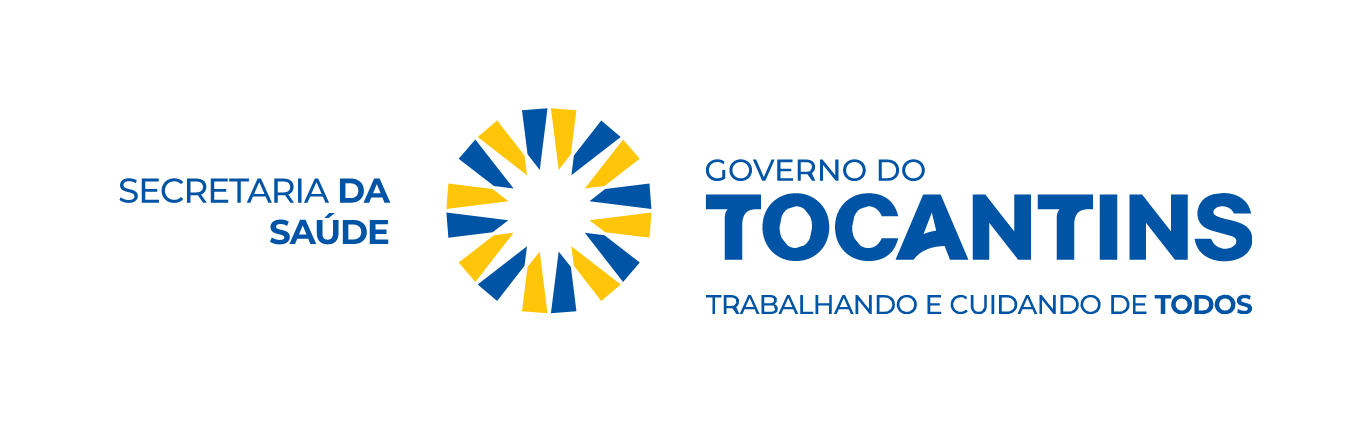 SECRETARIA DA
SAÚDE
GOVERNO DO
TOCANTINS
TRABALHANDO E CUIDANDO DE TODOS